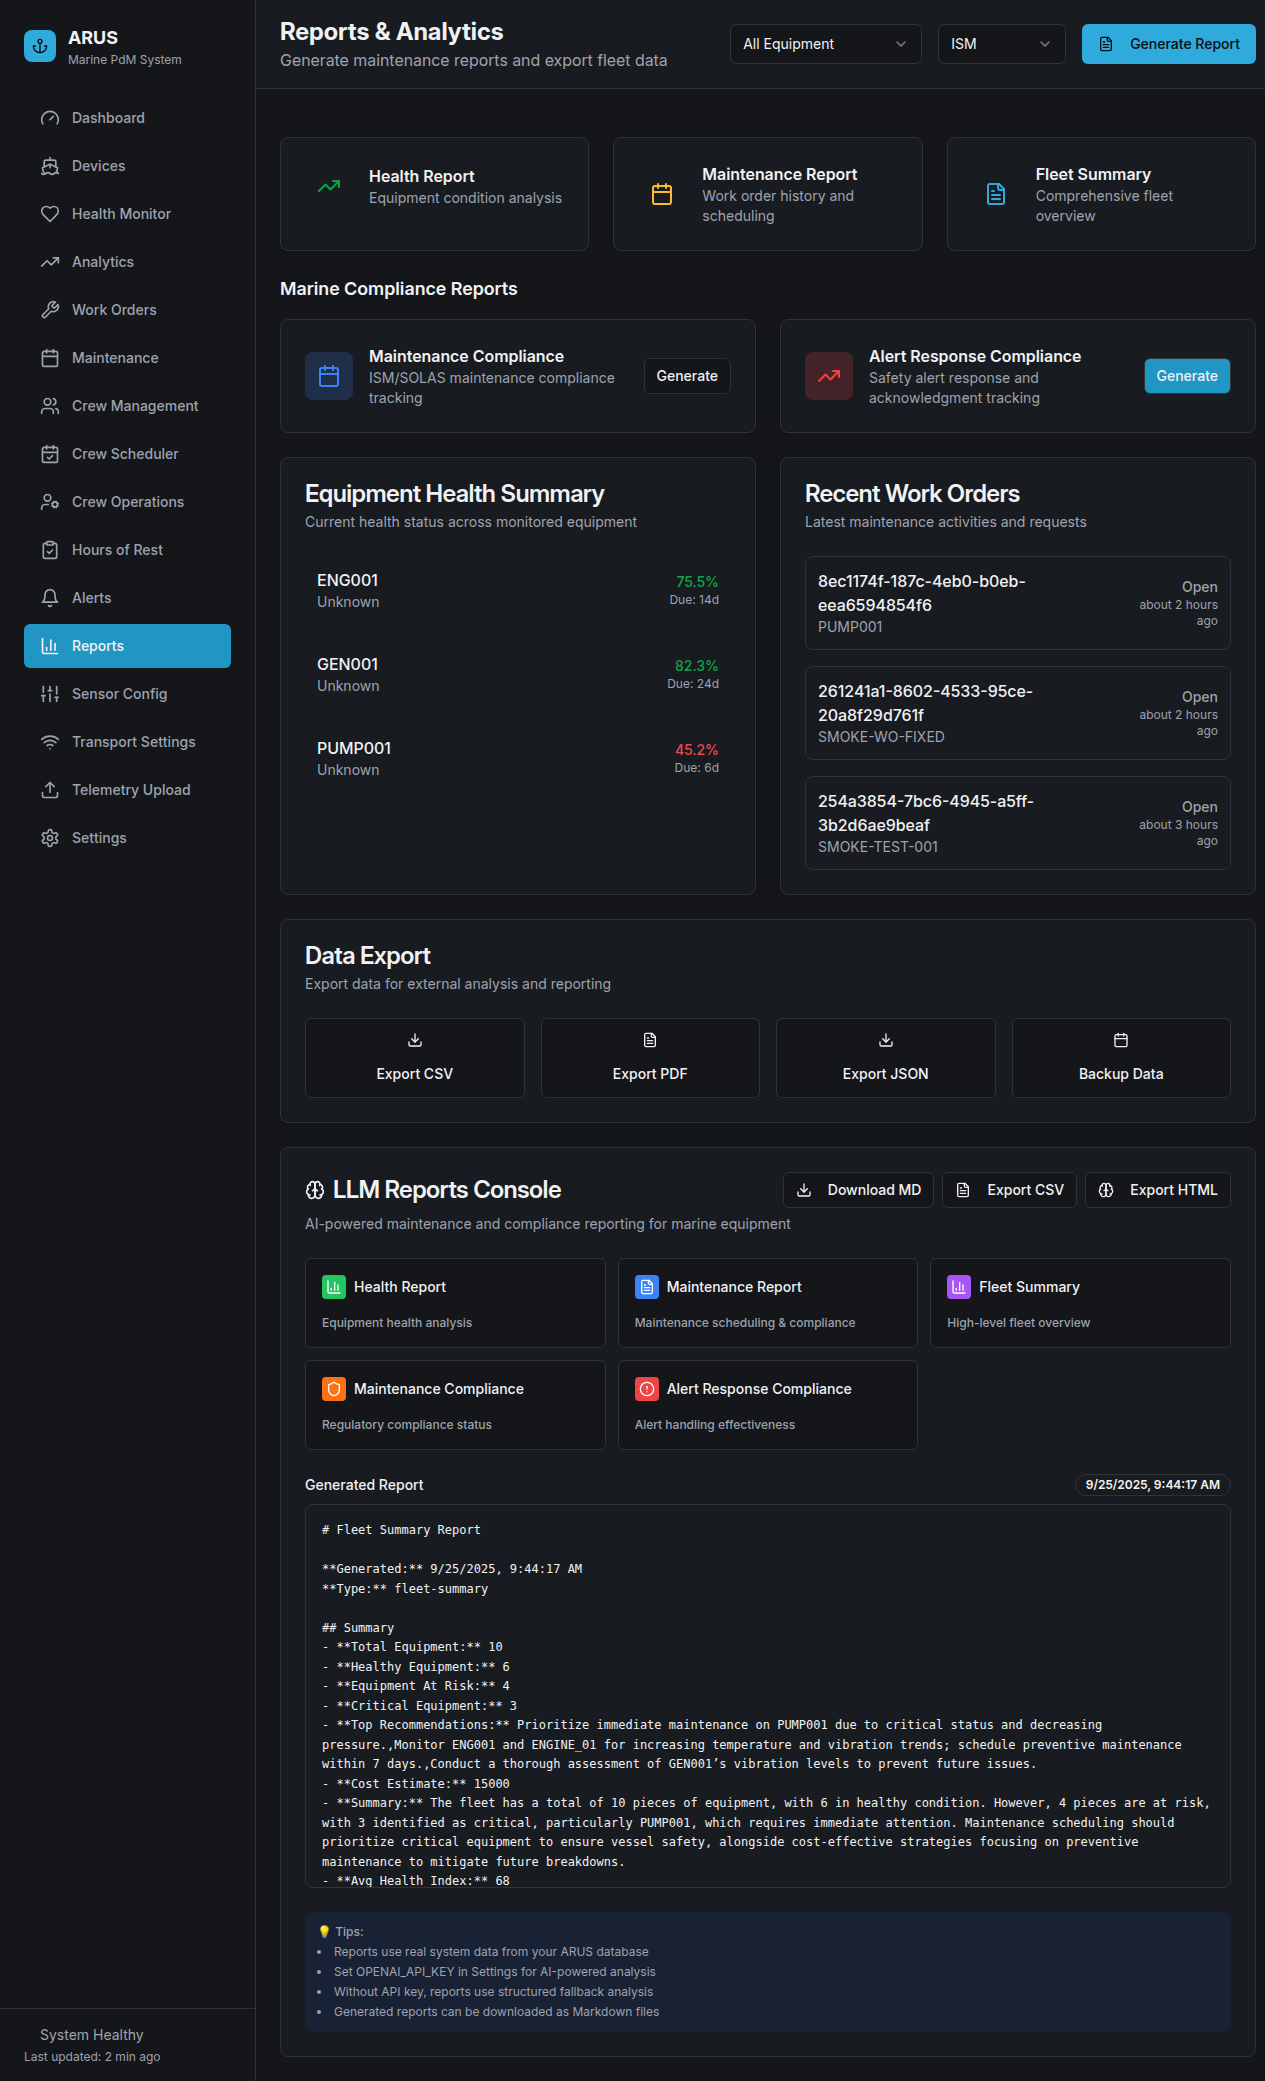 ARUS
Marine PdM System
Dashboard
Devices
Health Monitor
Analytics
Work Orders
Maintenance
Crew Management
Crew Scheduler
Crew Operations
Hours of Rest
Alerts
Reports
Sensor Config
Transport Settings
Telemetry Upload
Settings
System Healthy
Last updated: 2 min ago
Reports & Analytics
Generate maintenance reports and export fleet data
All Equipment
ISM
Generate Report
Health Report
Equipment condition analysis
Maintenance Report
Work order history and
scheduling
Fleet Summary
Comprehensive fleet
overview
Marine Compliance Reports
Maintenance Compliance
ISM/SOLAS maintenance compliance
tracking
Generate
Alert Response Compliance
Safety alert response and
acknowledgment tracking
Generate
Equipment Health Summary
Current health status across monitored equipment
ENG001
Unknown
75.5%
Due: 14d
GEN001
Unknown
82.3%
Due: 24d
PUMP001
Unknown
45.2%
Due: 6d
Recent Work Orders
Latest maintenance activities and requests
8ec1174f-187c-4eb0-b0eb-
eea6594854f6
PUMP001
Open
about 2 hours
ago
261241a1-8602-4533-95ce-
20a8f29d761f
SMOKE-WO-FIXED
Open
about 2 hours
ago
254a3854-7bc6-4945-a5ff-
3b2d6ae9beaf
SMOKE-TEST-001
Open
about 3 hours
ago
Data Export
Export data for external analysis and reporting
Export CSV
Export PDF
Export JSON
Backup Data
LLM Reports Console
Download MD
Export CSV
Export HTML
AI-powered maintenance and compliance reporting for marine equipment
Health Report
Equipment health analysis
Maintenance Report
Maintenance scheduling & compliance
Fleet Summary
High-level fleet overview
Maintenance Compliance
Regulatory compliance status
Alert Response Compliance
Alert handling effectiveness
Generated Report
9/25/2025, 9:44:17 AM
# Fleet Summary Report
**Generated:** 9/25/2025, 9:44:17 AM
**Type:** fleet-summary
## Summary
- **Total Equipment:** 10
- **Healthy Equipment:** 6
- **Equipment At Risk:** 4
- **Critical Equipment:** 3
- **Top Recommendations:** Prioritize immediate maintenance on PUMP001 due to critical status and decreasing
pressure.,Monitor ENG001 and ENGINE_01 for increasing temperature and vibration trends; schedule preventive maintenance
within 7 days.,Conduct a thorough assessment of GEN001’s vibration levels to prevent future issues.
- **Cost Estimate:** 15000
- **Summary:** The fleet has a total of 10 pieces of equipment, with 6 in healthy condition. However, 4 pieces are at risk,
with 3 identified as critical, particularly PUMP001, which requires immediate attention. Maintenance scheduling should
prioritize critical equipment to ensure vessel safety, alongside cost-effective strategies focusing on preventive
maintenance to mitigate future breakdowns.
- **Avg Health Index:** 68
💡 Tips:
• Reports use real system data from your ARUS database
• Set OPENAI_API_KEY in Settings for AI-powered analysis
• Without API key, reports use structured fallback analysis
• Generated reports can be downloaded as Markdown files